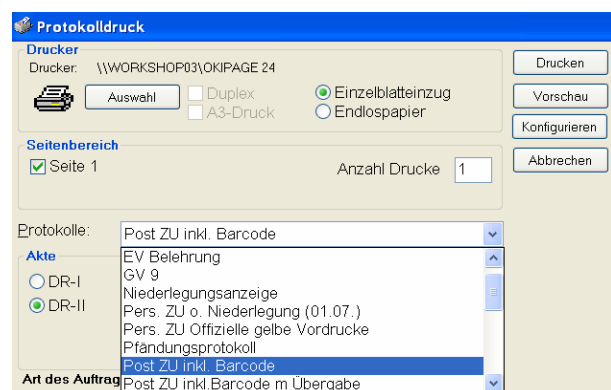 Protokolldruck
Drucker
Drucker: \\WORKSHOP03\OKIPAGE 24
Auswahl
Duplex
A3-Druck
Einzelblatteinzug
Endlospapier
Drucken
Vorschau
Konfigurieren
Abbrechen
Seitenbereich
Seite 1
Anzahl Drucke 1
Protokolle: Post ZU inkl. Barcode
Akte
DR-I
DR-II
EV Belehrung
GV 9
Niederlegungsanzeige
Pers. ZU o. Niederlegung (01.07.)
Pers. ZU Offizielle gelbe Vordrucke
Pfändungsprotokoll
Post ZU inkl. Barcode
Post ZU inkl.Barcode m Übergabe
Art des Auftrag